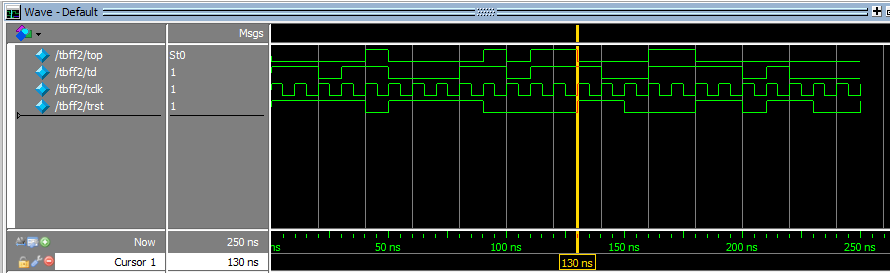 Wave - Default
Msgs
/tbff2/top St0
/tbff2/td 1
/tbff2/tclk 1
/tbff2/trst 1
Now 250 ns ns 50 ns 100 ns 150 ns 200 ns 250 ns
Cursor 1 130 ns 130 ns